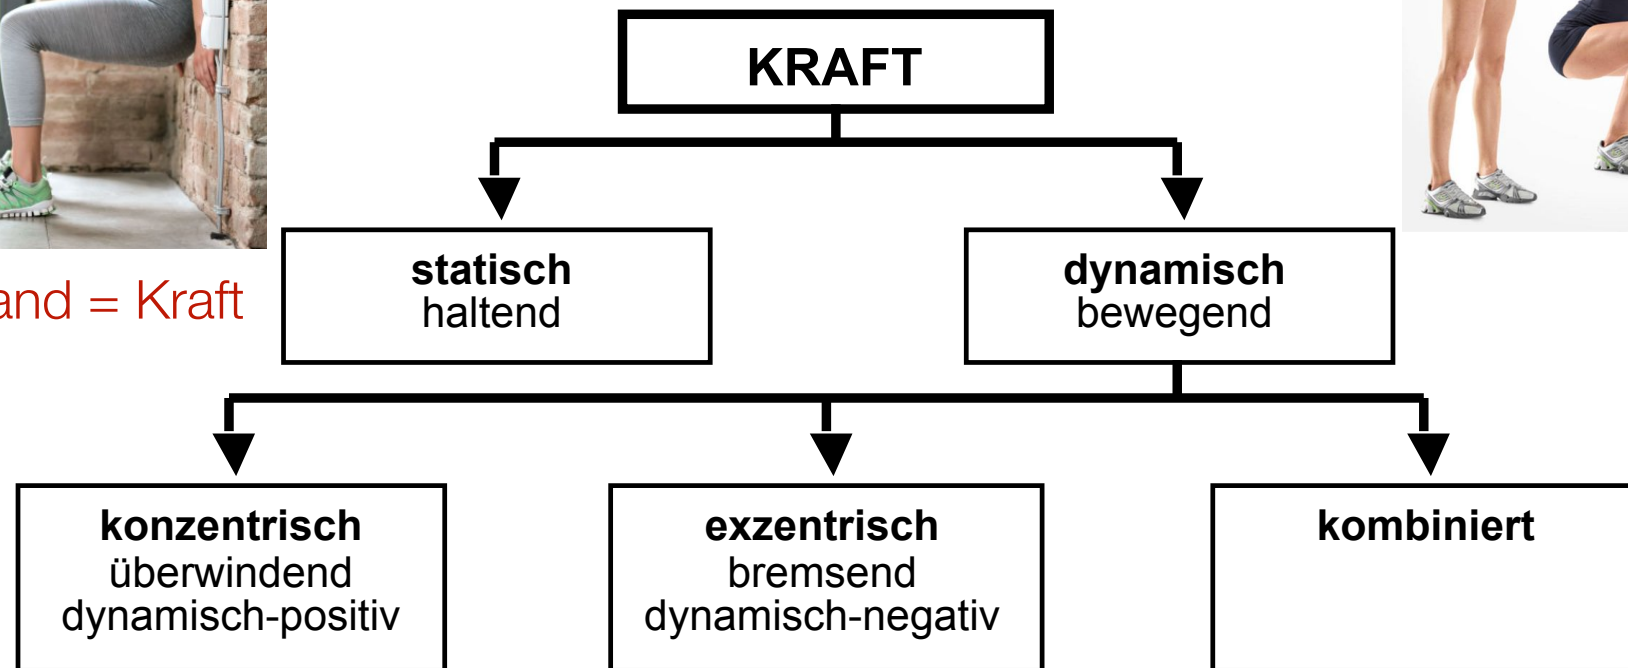 KRAFT
statisch
haltend
dynamisch
bewegend
and = Kraft
konzentrisch
überwindend
dynamisch-positiv
exzentrisch
bremsend
dynamisch-negativ
kombiniert